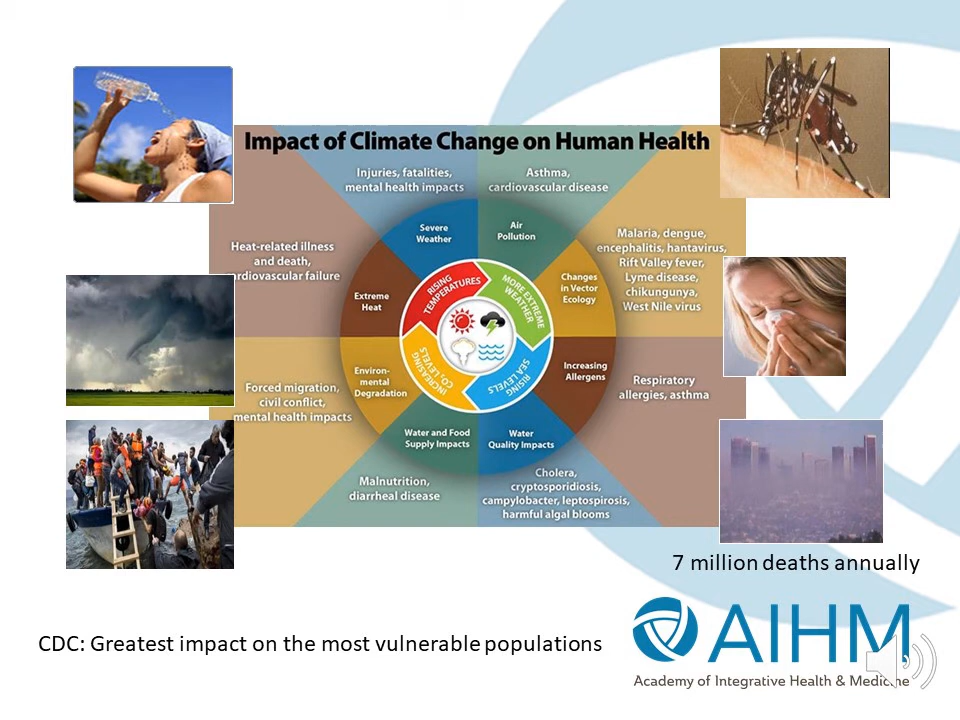 Impact of Climate Change on Human Health
Injuries, fatalities,
mental health impacts
Asthma,
cardiovascular disease
Severe
Weather
Air
Pollution
Heat-related illness
and death,
rdiovascular failure
Malaria, dengue,
encephalitis, hantavirus,
Rift Valley fever,
Lyme disease,
chikungunya,
West Nile virus
Extreme
Heat
Changes
in Vector
Ecology
RISING
TEMPERATURES
MORE EXTREME
WEATHER
INCREASING
CO₂ LEVELS
RISING
SEA LEVELS
Environ-
mental
Degradation
Increasing
Allergens
Forced migration,
civil conflict,
mental health impacts
Respiratory
allergies, asthma
Water and Food
Supply Impacts
Water
Quality Impacts
Malnutrition,
diarrheal disease
Cholera,
cryptosporidiosis,
campylobacter, leptospirosis,
harmful algal blooms
7 million deaths annually
CDC: Greatest impact on the most vulnerable populations
AIHM
Academy of Integrative Health & Medicine